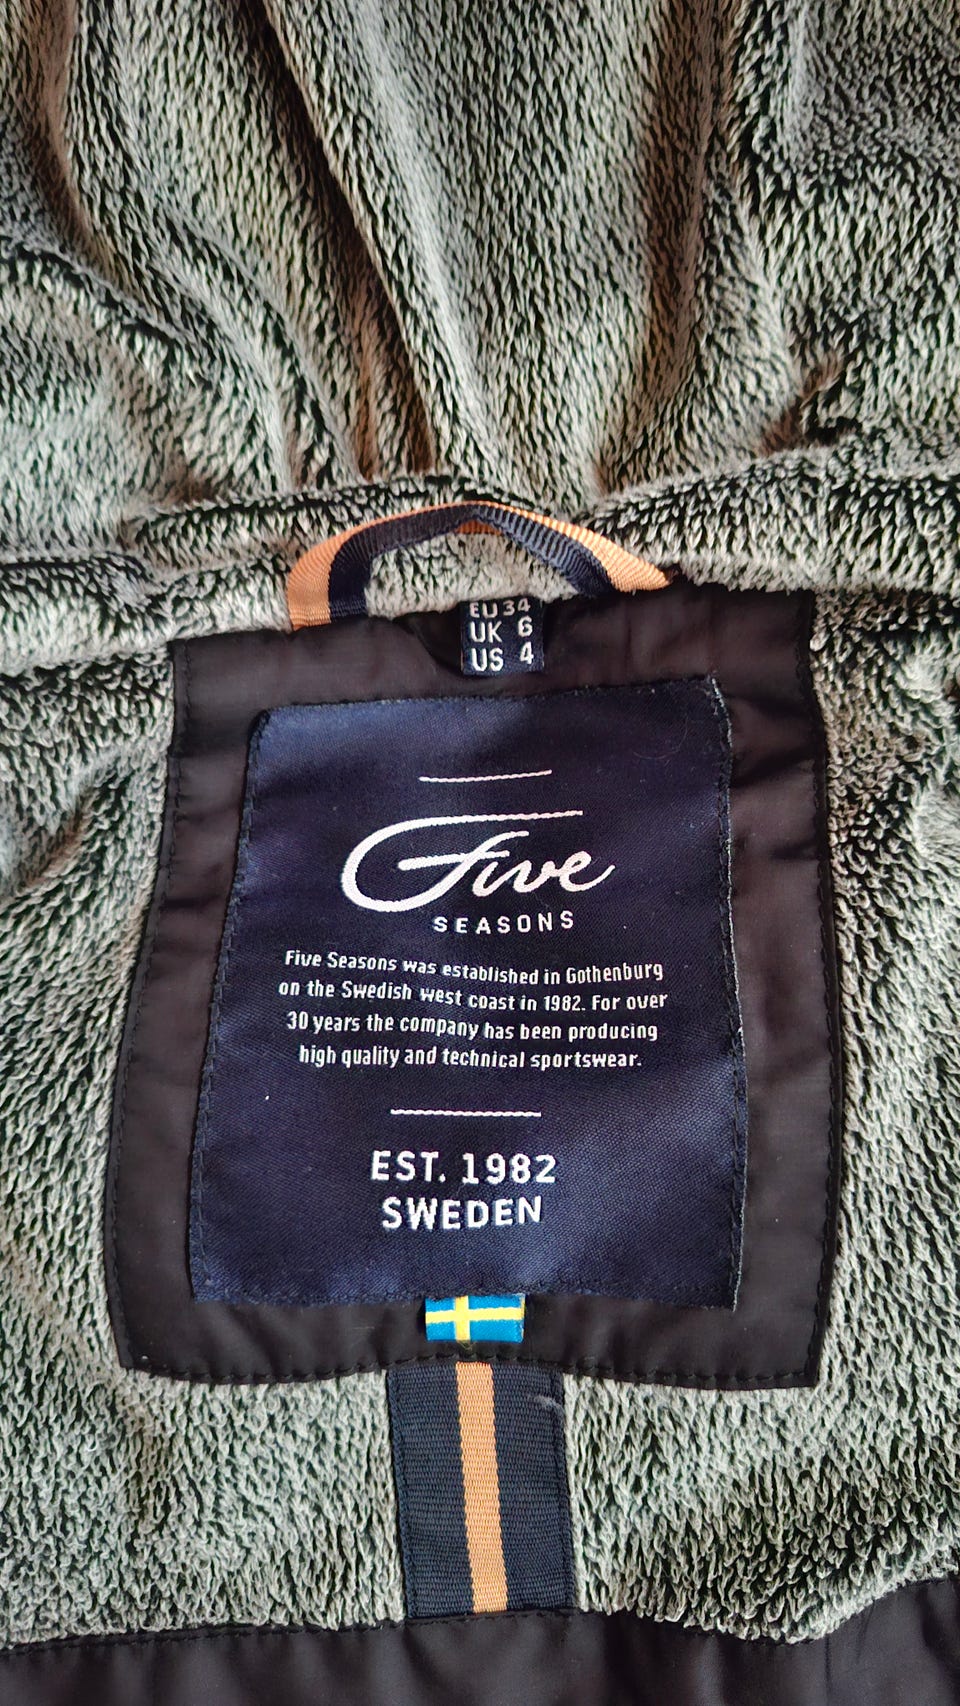 EU 34
UK 6
US 4
Five
SEASONS
Five Seasons was established in Gothenburg
on the Swedish west coast in 1982. For over
30 years the company has been producing
high quality and technical sportswear.
EST. 1982
SWEDEN